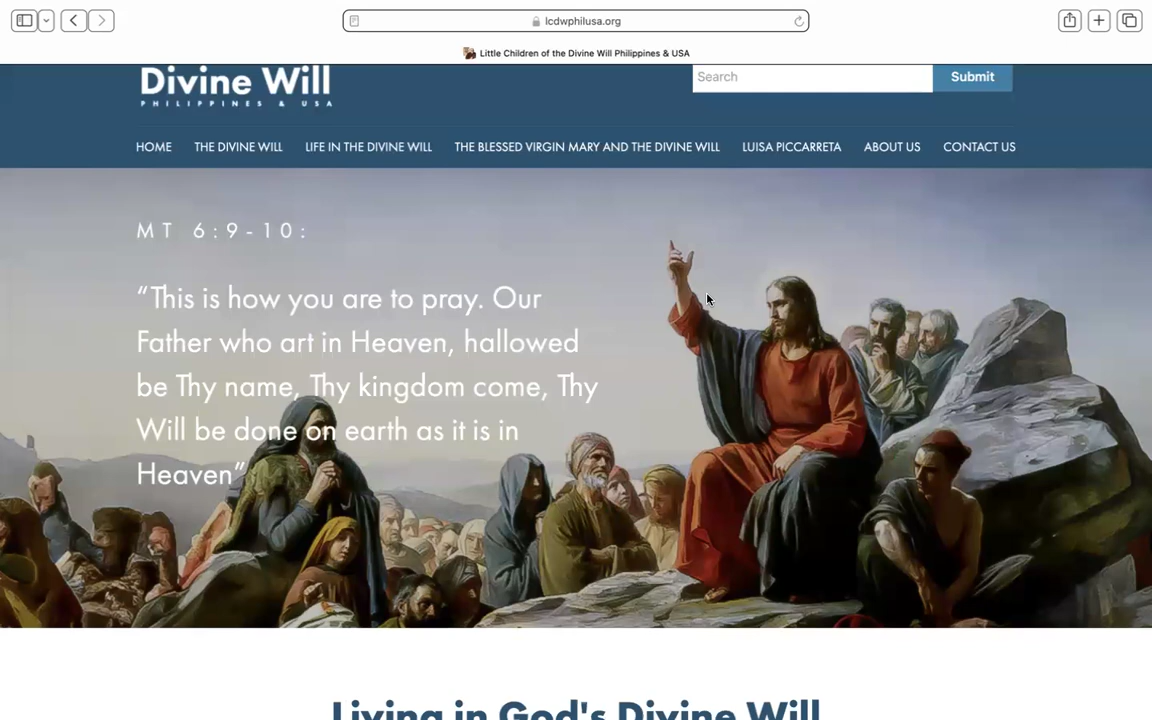 lcdwphilusa.org
Little Children of the Divine Will Philippines & USA
Divine Will
PHILIPPINES & USA
Search
Submit
HOME
THE DIVINE WILL
LIFE IN THE DIVINE WILL
THE BLESSED VIRGIN MARY AND THE DIVINE WILL
LUISA PICCARRETA
ABOUT US
CONTACT US
MT 6:9-10:
“This is how you are to pray. Our
Father who art in Heaven, hallowed
be Thy name, Thy kingdom come, Thy
Will be done on earth as it is in
Heaven”
Living in God's Divine Will